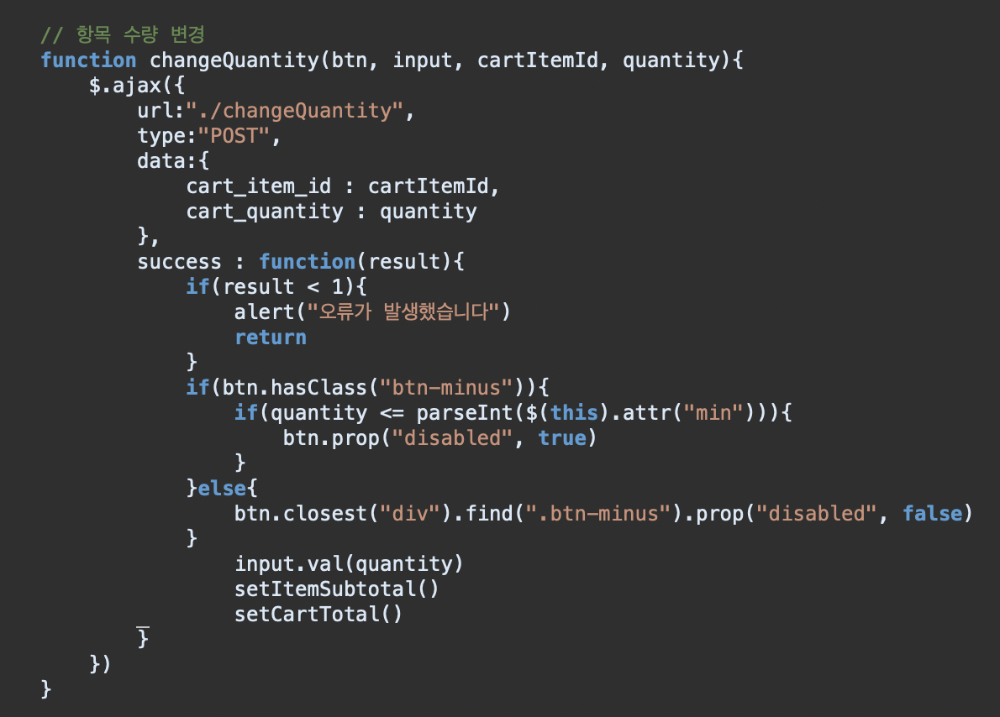 // 항목 수량 변경
function changeQuantity(btn, input, cartItemId, quantity){
    $.ajax({
        url:"./changeQuantity",
        type:"POST",
        data:{
            cart_item_id : cartItemId,
            cart_quantity : quantity
        },
        success : function(result){
            if(result < 1){
                alert("오류가 발생했습니다")
                return
            }
            if(btn.hasClass("btn-minus")){
                if(quantity <= parseInt($(this).attr("min"))){
                    btn.prop("disabled", true)
                }
            }else{
                btn.closest("div").find(".btn-minus").prop("disabled", false)
            }
                input.val(quantity)
                setItemSubtotal()
                setCartTotal()
        }
    })
}